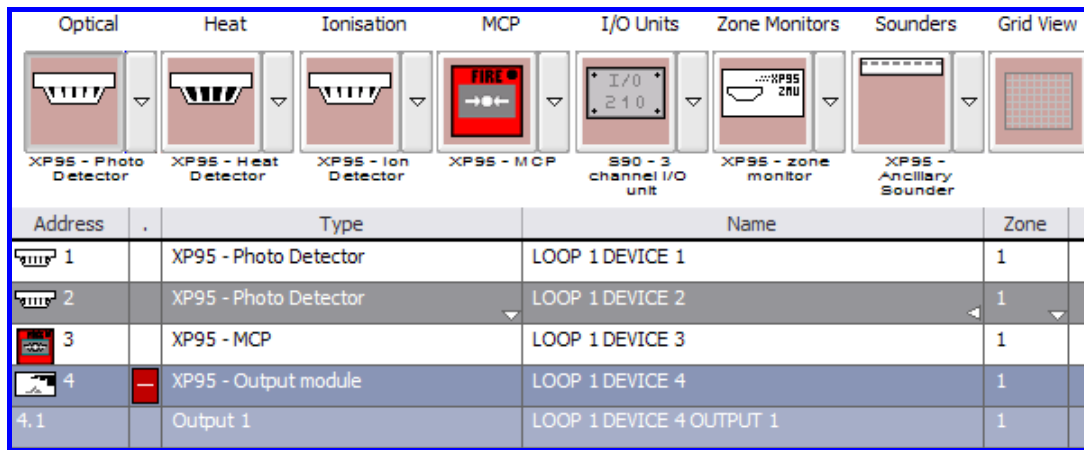 Optical Heat Ionisation MCP I/O Units Zone Monitors Sounders Grid View
FIRE
I/O
210
XP95
ZMU
XP95 - Photo Detector
XP95 - Heat Detector
XP95 - Ion Detector
XP95 - MCP
S90 - 3 channel I/O unit
XP95 - zone monitor
XP95 - Ancillary Sounder
Address . Type Name Zone
1 XP95 - Photo Detector LOOP 1 DEVICE 1 1
2 XP95 - Photo Detector LOOP 1 DEVICE 2 1
3 XP95 - MCP LOOP 1 DEVICE 3 1
4 XP95 - Output module LOOP 1 DEVICE 4 1
4.1 Output 1 LOOP 1 DEVICE 4 OUTPUT 1 1